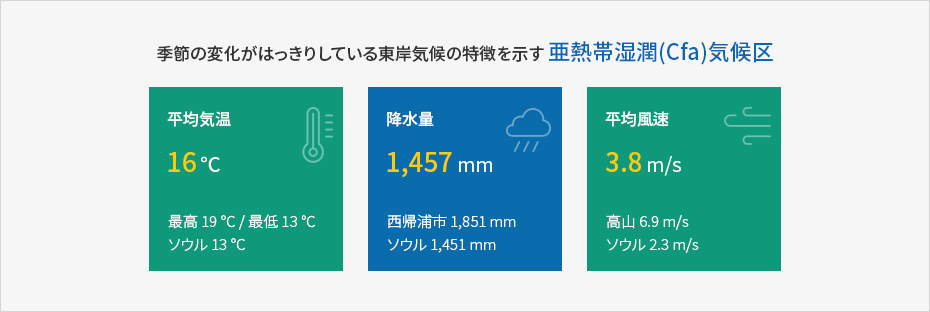 季節の変化がはっきりしている東岸気候の特徴を示す 亜熱帯湿潤(Cfa)気候区
平均気温
16 ℃
最高 19 ℃ / 最低 13 ℃
ソウル 13 ℃
降水量
1,457 mm
西帰浦市 1,851 mm
ソウル 1,451 mm
平均風速
3.8 m/s
高山 6.9 m/s
ソウル 2.3 m/s